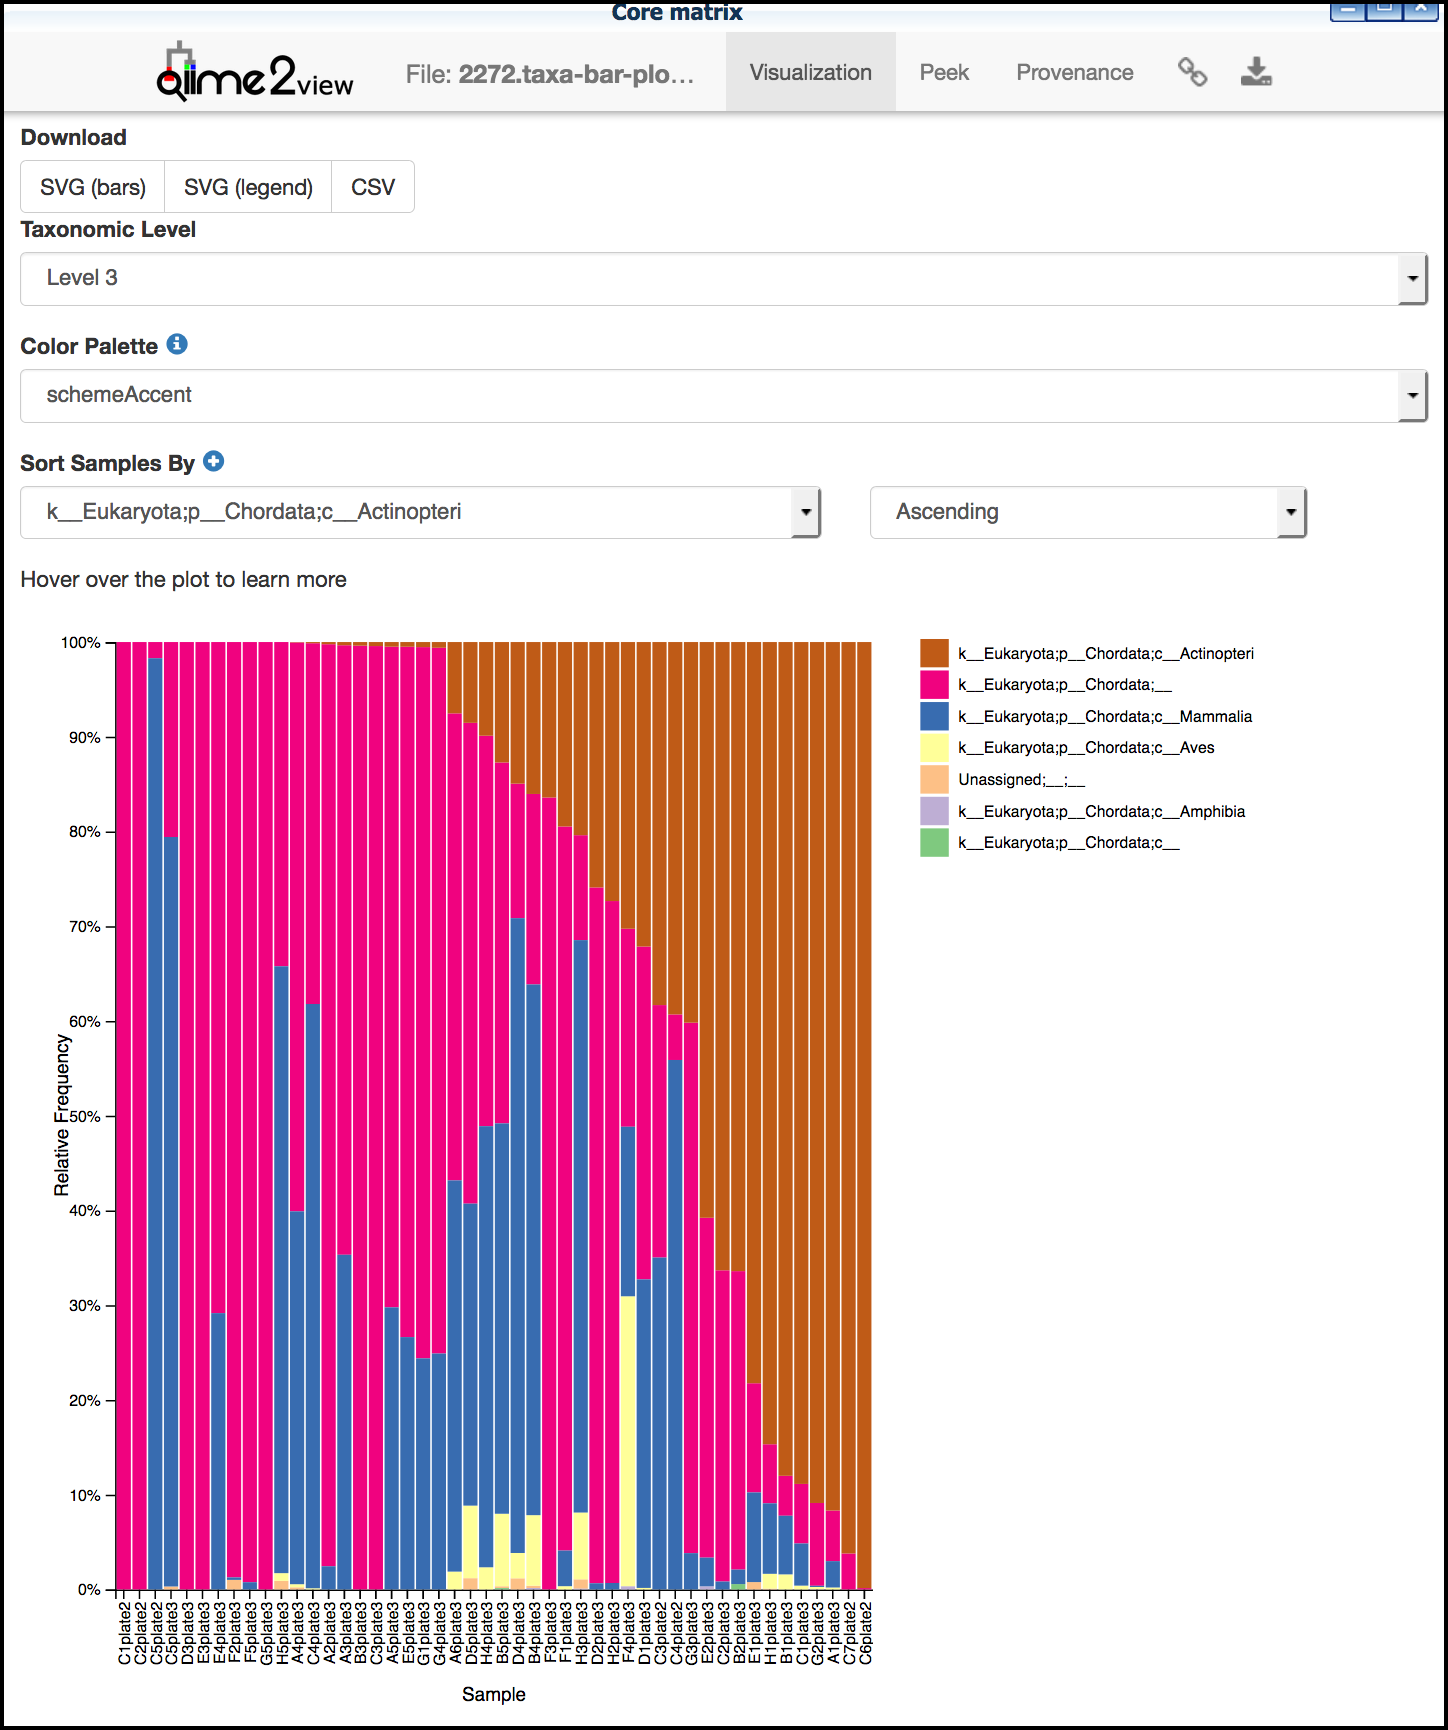 Core matrix
qiime2view
File: 2272.taxa-bar-plo...
Visualization
Peek
Provenance
Download
SVG (bars)
SVG (legend)
CSV
Taxonomic Level
Level 3
Color Palette
schemeAccent
Sort Samples By
k__Eukaryota;p__Chordata;c__Actinopteri
Ascending
Hover over the plot to learn more
100%
90%
80%
70%
60%
50%
40%
30%
20%
10%
0%
Relative Frequency
k__Eukaryota;p__Chordata;c__Actinopteri
k__Eukaryota;p__Chordata;__
k__Eukaryota;p__Chordata;c__Mammalia
k__Eukaryota;p__Chordata;c__Aves
Unassigned;__;__
k__Eukaryota;p__Chordata;c__Amphibia
k__Eukaryota;p__Chordata;c__
C1plate2
C2plate2
C5plate2
C5plate3
D3plate3
E3plate3
E4plate3
F2plate3
F5plate3
G5plate3
H5plate3
A4plate3
C4plate3
A2plate3
A3plate3
B3plate3
C3plate3
A5plate3
E5plate3
G1plate3
G4plate3
A6plate3
D5plate3
H4plate3
B5plate3
D4plate3
B4plate3
F3plate3
F1plate3
H3plate3
D2plate3
H2plate3
F4plate3
D1plate3
C3plate2
C4plate2
G3plate3
E2plate3
C2plate3
B2plate3
E1plate3
H1plate3
B1plate3
C1plate3
G2plate3
A1plate3
C7plate2
C6plate2
Sample